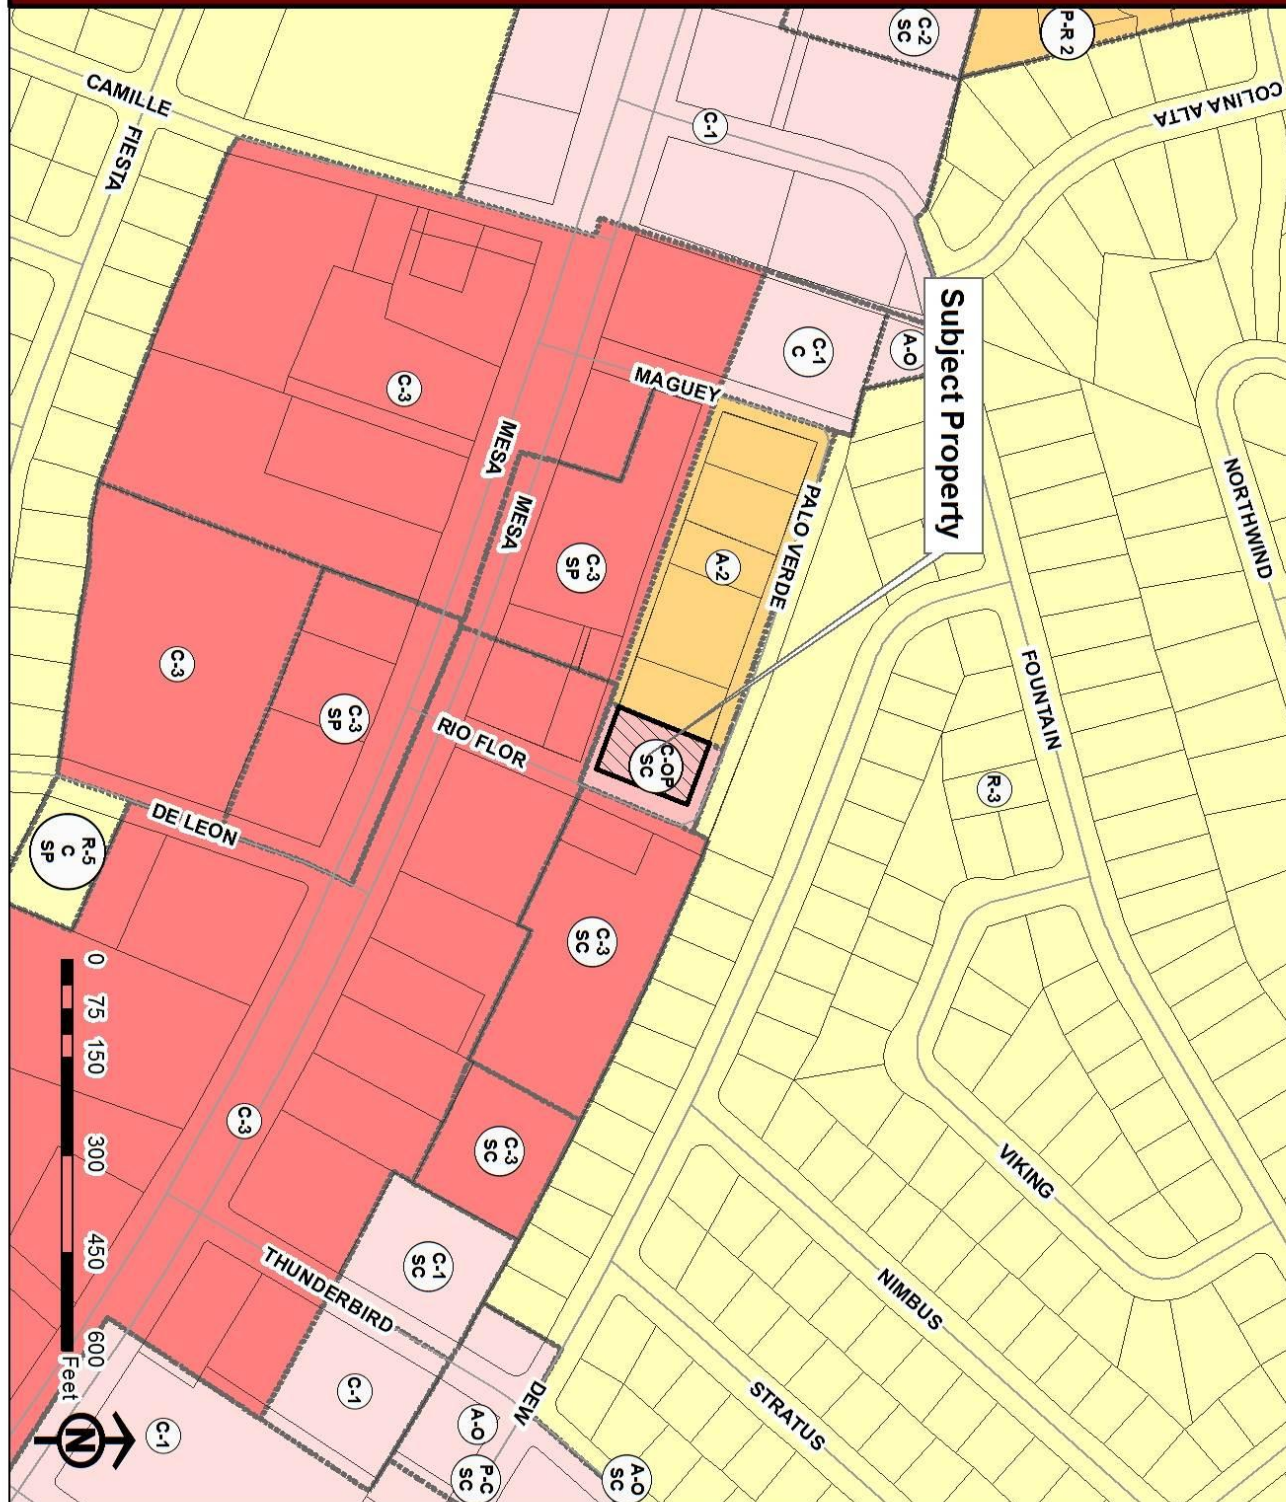 P-R 2
C-2
SC
COLINA ALTA
C-1
CAMILLE
FIESTA
Subject Property
C-1
C
A-O
MAGUEY
C-3
MESA
MESA
PALO VERDE
NORTHWIND
C-3
SP
A-2
FOUNTAIN
C-3
C-3
SP
RIO FLOR
C-OP
SC
R-3
DE LEON
R-5
C
SP
C-3
SC
0 75 150 300 450 600
Feet
C-3
C-3
SC
VIKING
C-1
SC
NIMBUS
THUNDERBIRD
C-1
DEW
STRATUS
A-O
C-1
P-C
SC
A-O
SC
N